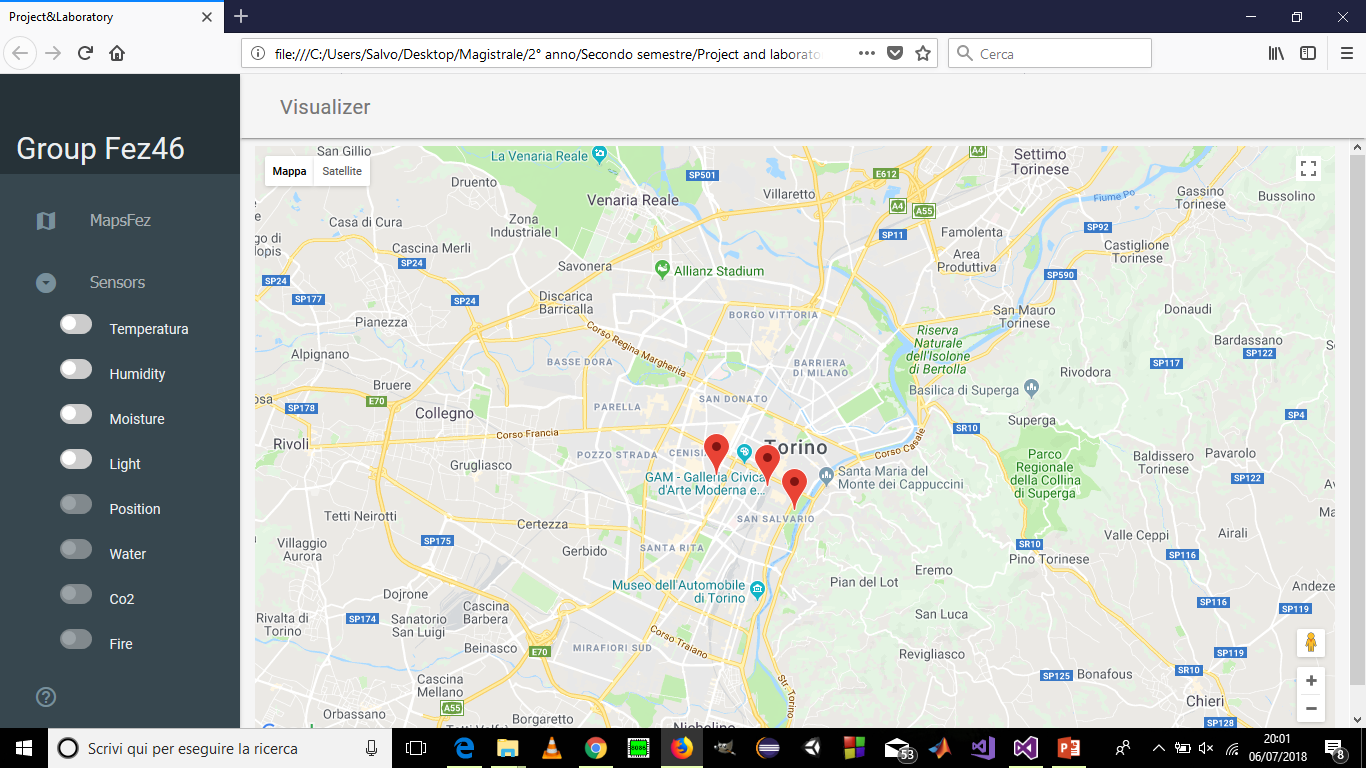 Project&Laboratory
file:///C:/Users/Salvo/Desktop/Magistrale/2° anno/Secondo semestre/Project and laborato
Cerca
Group Fez46
Visualizer
MapsFez
Sensors
Temperatura
Humidity
Moisture
Light
Position
Water
Co2
Fire
Mappa
Satellite
San Gillio
La Venaria Reale
A4
Settimo
Torinese
Druento
SP501
E612
Villaretto
Fiume Po
Gassino
Torinese
Bussolino
Venaria Reale
A4
A55
Casa di Cura
Zona
Industriale I
SP11
Famolenta
SP92
Castiglione
Torinese
Cascina Merli
SP24
Savonera
Allianz Stadium
Area
Produttiva
SP590
SP24
SP177
SP24
Discarica
Barricalla
BORGO VITTORIA
San Mauro
Torinese
Donaudi
Pianezza
Corso Regina Margherita
Riserva
Naturale
dell'Isolone
di Bertolla
Bardassano
SP122
Alpignano
BASSE DORA
BARRIERA
DI MILANO
SP117
Rivodora
Bruere
E70
SAN DONATO
Basilica di Superga
SP178
Collegno
PARELLA
Superga
SP4
Rivoli
Corso Francia
Torino
Corso Casale
SR10
Grugliasco
POZZO STRADA
Parco
Regionale
della Collina
di Superga
Baldissero
Torinese
Pavarolo
SP122
GAM - Galleria Civica
d'Arte Moderna e...
Santa Maria del
Monte dei Cappuccini
Tetti Neirotti
Certezza
SAN SALVARIO
Valle Ceppi
Airali
Villaggio
Aurora
SP175
Gerbido
SANTA RITA
SR10
Pino Torinese
SP116
Eremo
Museo dell'Automobile
di Torino
Pian del Lot
Dojrone
Cascina
Barbera
San Luca
SP116
SP119
Rivalta di
Torino
SP174
Sanatorio
San Luigi
Corso Traiano
Beinasco
E70
MIRAFIORI SUD
Revigliasco
SP119
SR10
Cascina
Mellano
A55
Str. Torino
SP125
Bonafous
Chieri
Orbassano
Borgaretto
Nichelino
SP128
Scrivi qui per eseguire la ricerca
53
20:01
06/07/2018
8